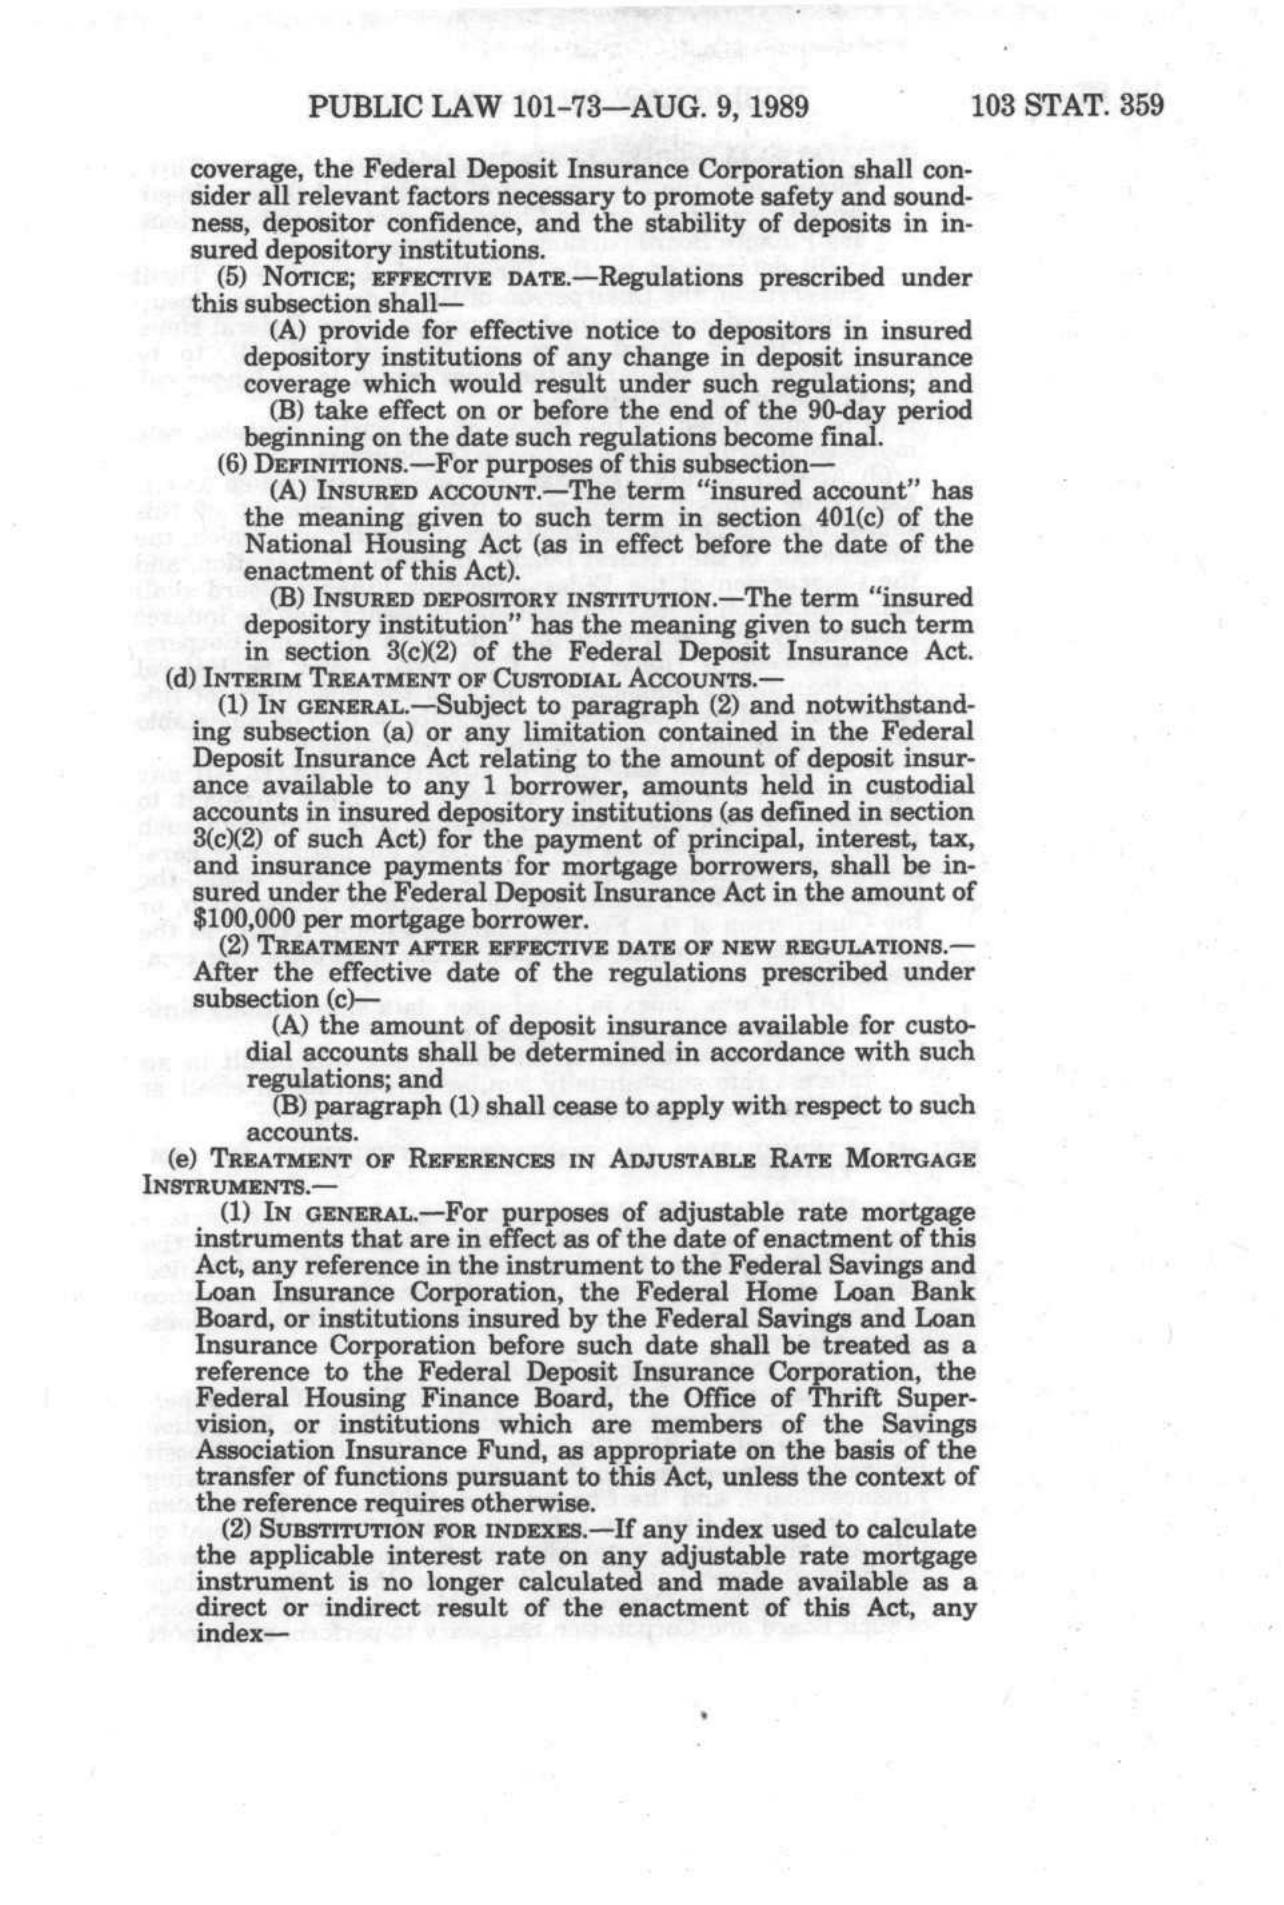 PUBLIC LAW 101–73—AUG. 9, 1989 103 STAT. 359
coverage, the Federal Deposit Insurance Corporation shall con-
sider all relevant factors necessary to promote safety and sound-
ness, depositor confidence, and the stability of deposits in in-
sured depository institutions.
(5) NOTICE; EFFECTIVE DATE.—Regulations prescribed under
this subsection shall—
(A) provide for effective notice to depositors in insured
depository institutions of any change in deposit insurance
coverage which would result under such regulations; and
(B) take effect on or before the end of the 90-day period
beginning on the date such regulations become final.
(6) DEFINITIONS.—For purposes of this subsection—
(A) INSURED ACCOUNT.—The term "insured account" has
the meaning given to such term in section 401(c) of the
National Housing Act (as in effect before the date of the
enactment of this Act).
(B) INSURED DEPOSITORY INSTITUTION.—The term "insured
depository institution" has the meaning given to such term
in section 3(c)(2) of the Federal Deposit Insurance Act.
(d) INTERIM TREATMENT OF CUSTODIAL ACCOUNTS.—
(1) IN GENERAL.—Subject to paragraph (2) and notwithstand-
ing subsection (a) or any limitation contained in the Federal
Deposit Insurance Act relating to the amount of deposit insur-
ance available to any 1 borrower, amounts held in custodial
accounts in insured depository institutions (as defined in section
3(c)(2) of such Act) for the payment of principal, interest, tax,
and insurance payments for mortgage borrowers, shall be in-
sured under the Federal Deposit Insurance Act in the amount of
$100,000 per mortgage borrower.
(2) TREATMENT AFTER EFFECTIVE DATE OF NEW REGULATIONS.—
After the effective date of the regulations prescribed under
subsection (c)—
(A) the amount of deposit insurance available for custo-
dial accounts shall be determined in accordance with such
regulations; and
(B) paragraph (1) shall cease to apply with respect to such
accounts.
(e) TREATMENT OF REFERENCES IN ADJUSTABLE RATE MORTGAGE
INSTRUMENTS.—
(1) IN GENERAL.—For purposes of adjustable rate mortgage
instruments that are in effect as of the date of enactment of this
Act, any reference in the instrument to the Federal Savings and
Loan Insurance Corporation, the Federal Home Loan Bank
Board, or institutions insured by the Federal Savings and Loan
Insurance Corporation before such date shall be treated as a
reference to the Federal Deposit Insurance Corporation, the
Federal Housing Finance Board, the Office of Thrift Super-
vision, or institutions which are members of the Savings
Association Insurance Fund, as appropriate on the basis of the
transfer of functions pursuant to this Act, unless the context of
the reference requires otherwise.
(2) SUBSTITUTION FOR INDEXES.—If any index used to calculate
the applicable interest rate on any adjustable rate mortgage
instrument is no longer calculated and made available as a
direct or indirect result of the enactment of this Act, any
index—